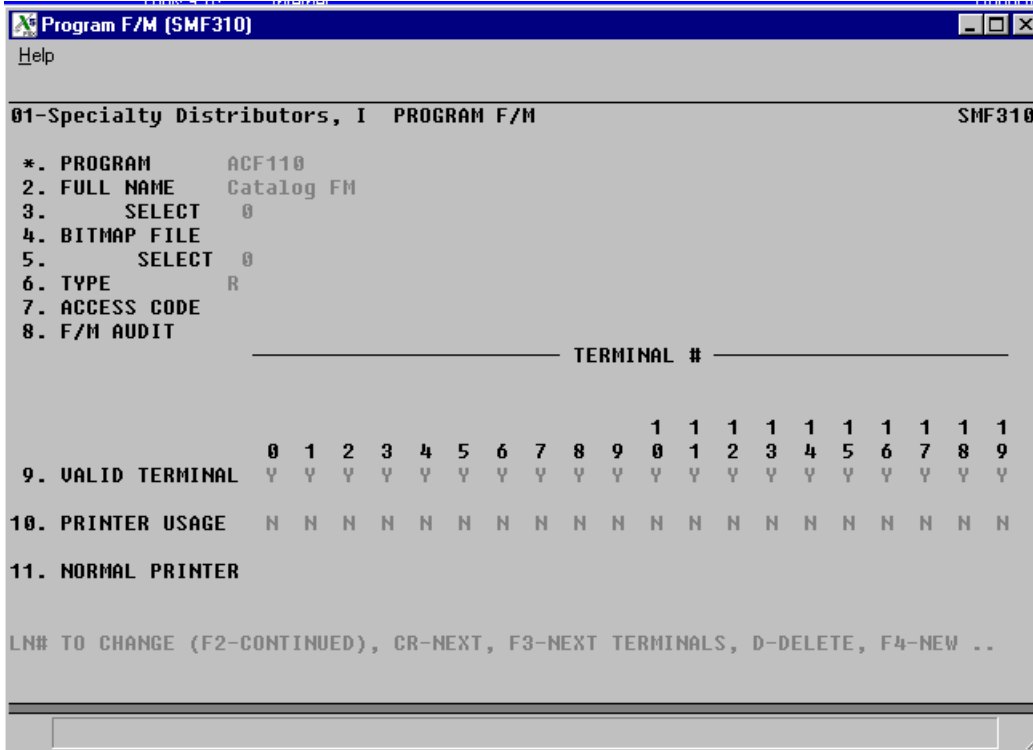 Program F/M (SMF310)
Help
01-Specialty Distributors, I PROGRAM F/M SMF310
*. PROGRAM ACF110
2. FULL NAME Catalog FM
3. SELECT 0
4. BITMAP FILE
5. SELECT 0
6. TYPE R
7. ACCESS CODE
8. F/M AUDIT
TERMINAL #
1 1 1 1 1 1 1 1 1 1
0 1 2 3 4 5 6 7 8 9 0 1 2 3 4 5 6 7 8 9
9. VALID TERMINAL Y Y Y Y Y Y Y Y Y Y Y Y Y Y Y Y Y Y Y Y
10. PRINTER USAGE N N N N N N N N N N N N N N N N N N N N
11. NORMAL PRINTER
LN# TO CHANGE (F2-CONTINUED), CR-NEXT, F3-NEXT TERMINALS, D-DELETE, F4-NEW ..